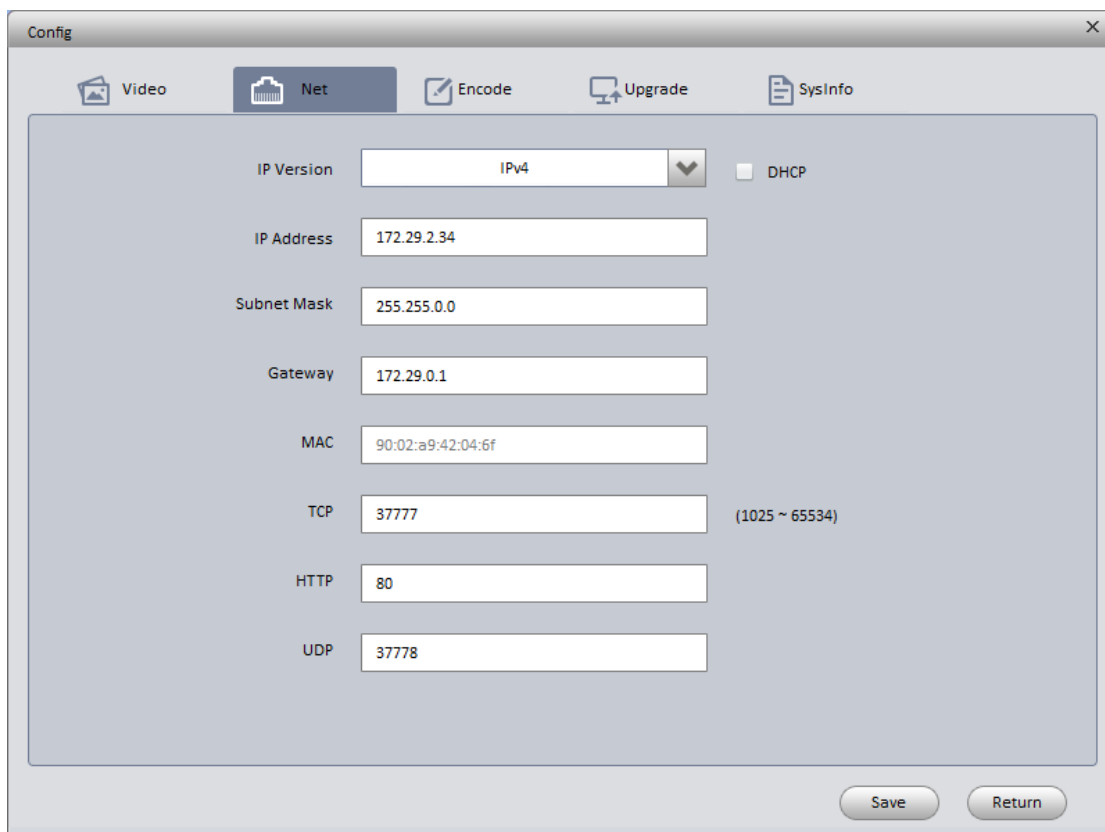 Config
Video Net Encode Upgrade SysInfo
IP Version IPv4 DHCP
IP Address 172.29.2.34
Subnet Mask 255.255.0.0
Gateway 172.29.0.1
MAC 90:02:a9:42:04:6f
TCP 37777 (1025 ~ 65534)
HTTP 80
UDP 37778
Save Return